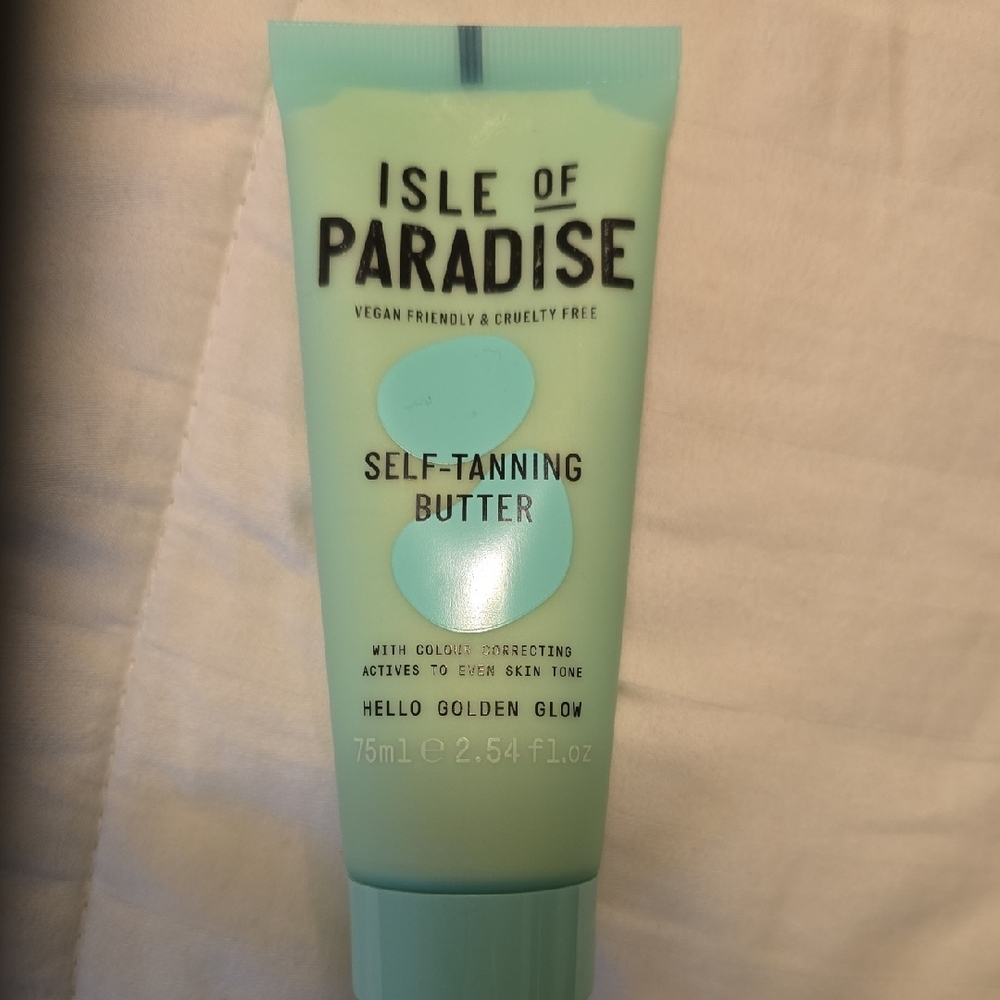 ISLE OF
PARADISE
VEGAN FRIENDLY & CRUELTY FREE
SELF-TANNING
BUTTER
WITH COLOUR CORRECTING
ACTIVES TO EVEN SKIN TONE
HELLO GOLDEN GLOW
75ml ℮ 2.54 fl.oz